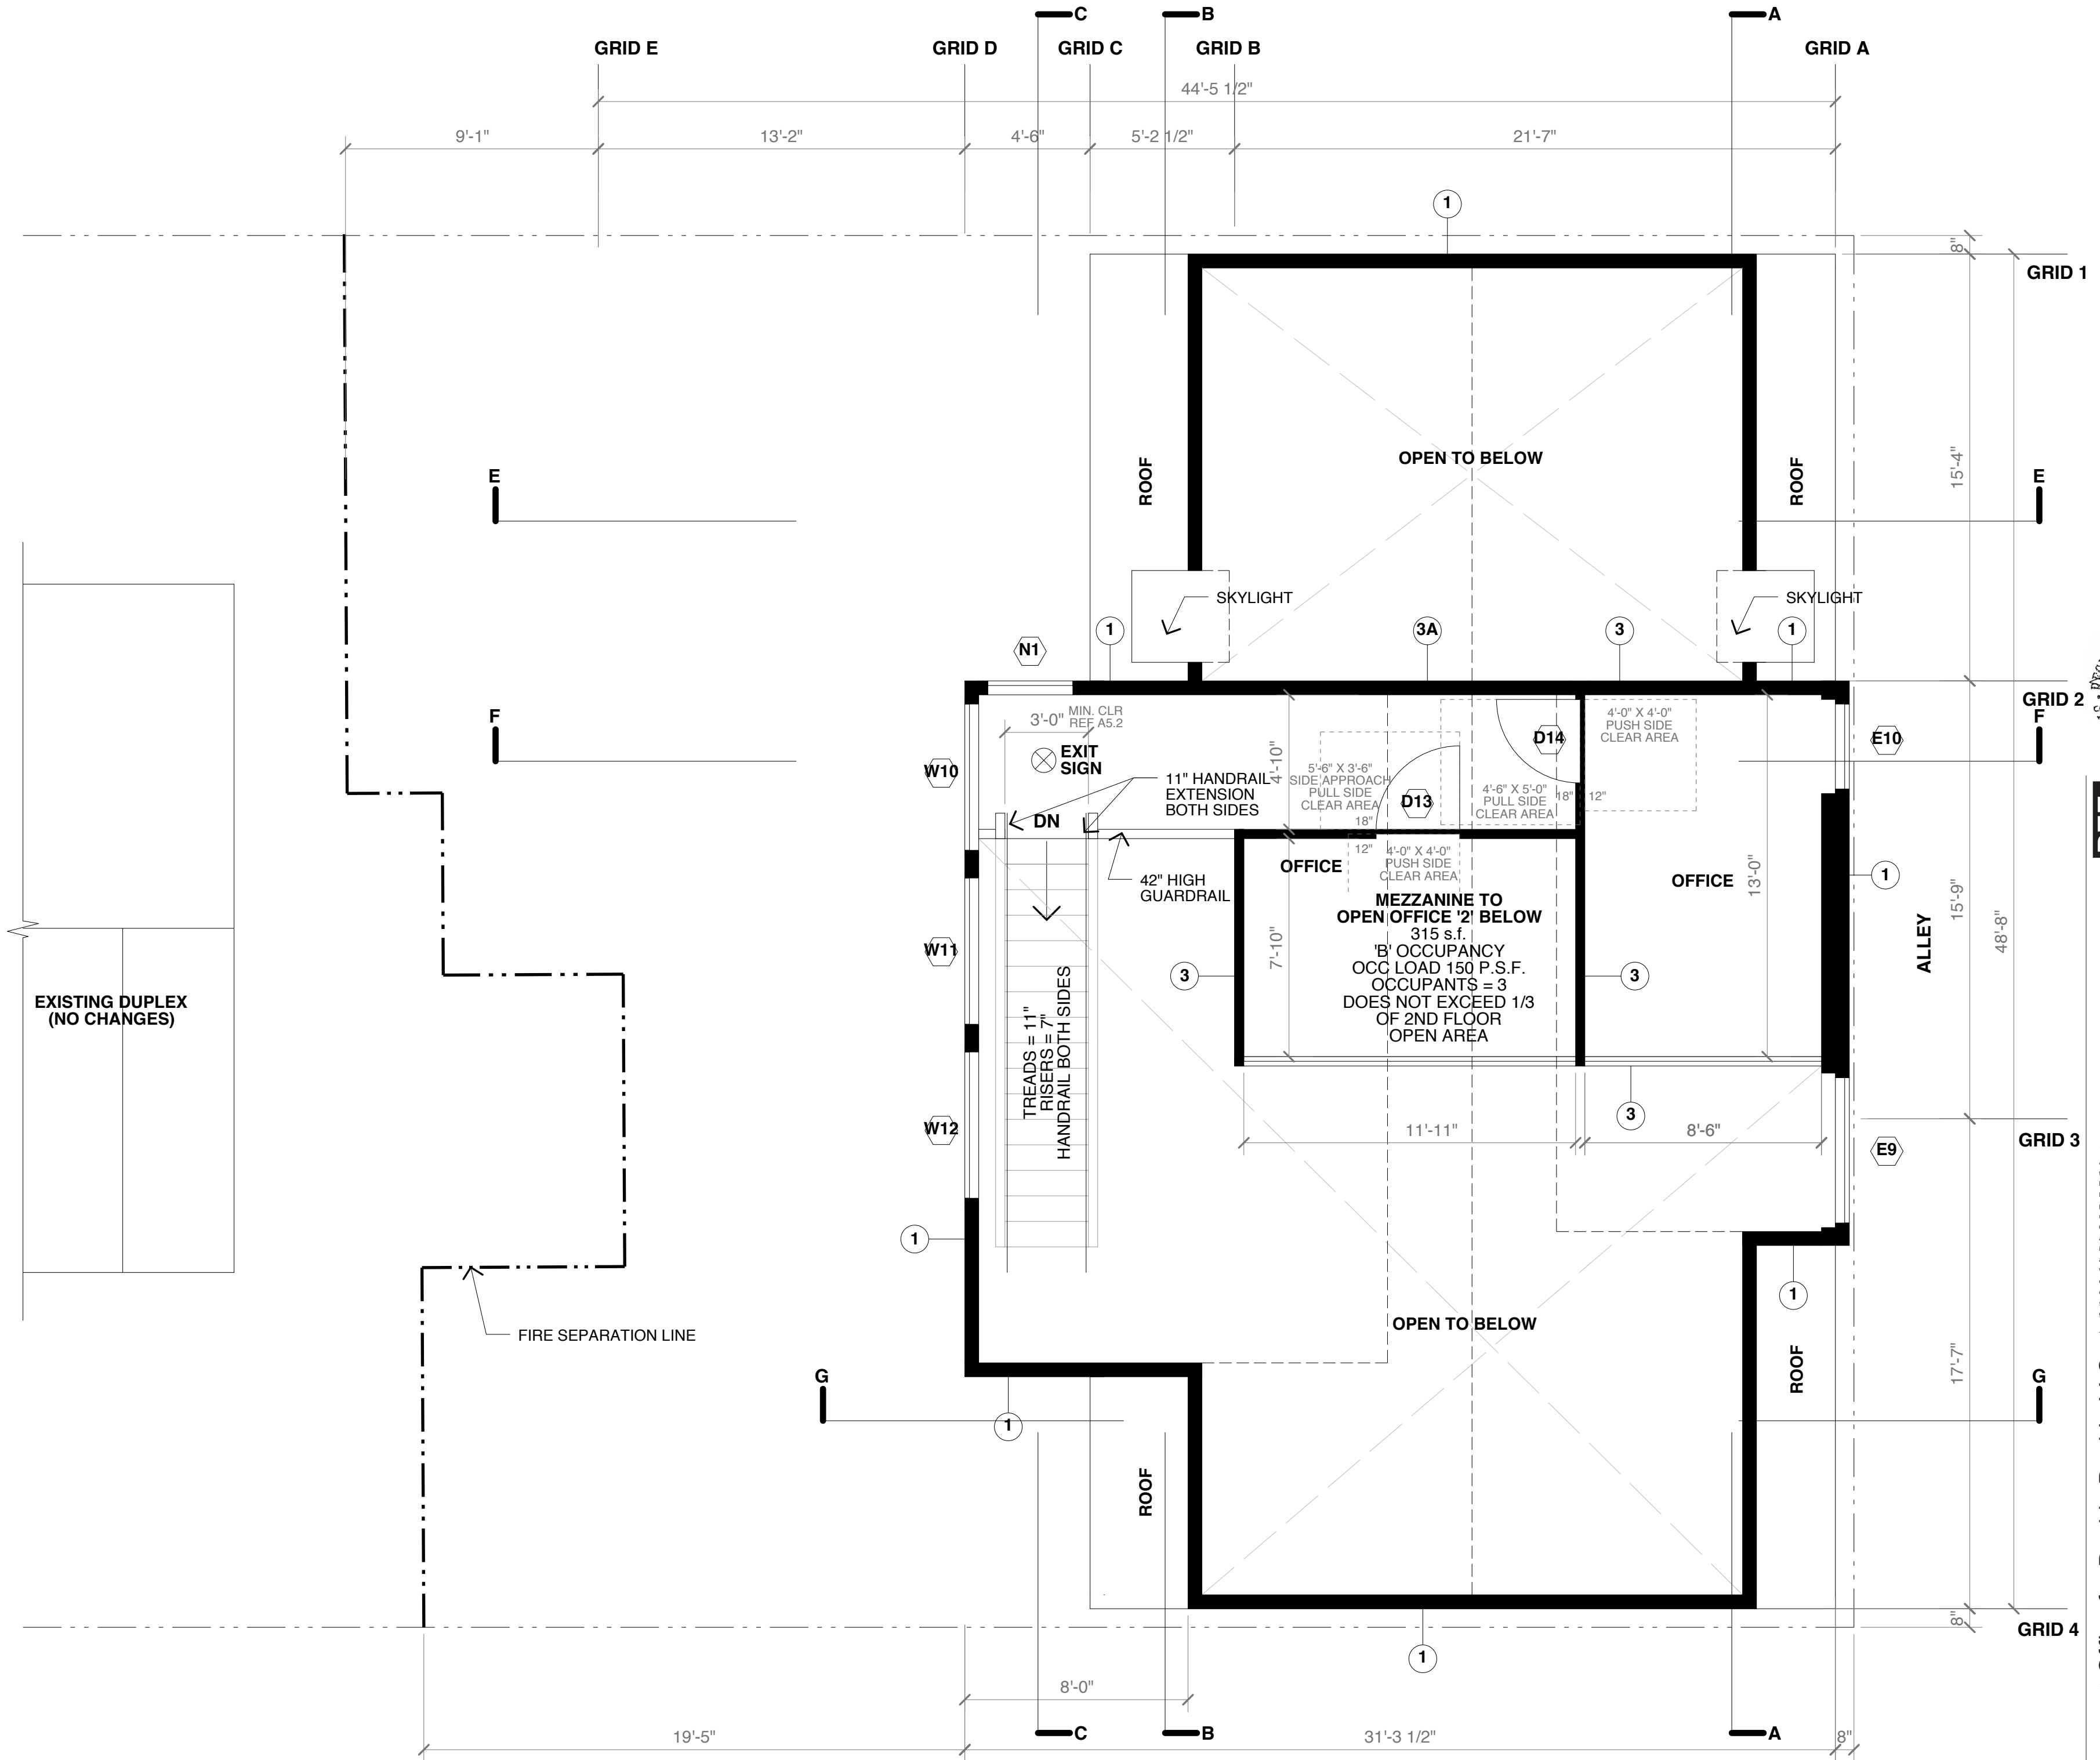 C
B
A
GRID E
GRID D
GRID C
GRID B
GRID A
44'-5 1/2"
9'-1"
13'-2"
4'-6"
5'-2 1/2"
21'-7"
1
8"
GRID 1
ROOF
OPEN TO BELOW
ROOF
15'-4"
E
E
SKYLIGHT
SKYLIGHT
N1
1
3A
3
1
GRID 2
F
F
3'-0"
MIN. CLR
REF A5.2
EXIT
SIGN
W10
11" HANDRAIL
EXTENSION
BOTH SIDES
DN
4'-10"
5'-6" X 3'-6"
SIDE APPROACH
PULL SIDE
CLEAR AREA
18"
D13
4'-6" X 5'-0"
PULL SIDE
CLEAR AREA
D14
18"
12"
4'-0" X 4'-0"
PUSH SIDE
CLEAR AREA
E10
12"
4'-0" X 4'-0"
PUSH SIDE
CLEAR AREA
42" HIGH
GUARDRAIL
OFFICE
OFFICE
13'-0"
1
MEZZANINE TO
OPEN OFFICE '2' BELOW
315 s.f.
'B' OCCUPANCY
OCC LOAD 150 P.S.F.
OCCUPANTS = 3
DOES NOT EXCEED 1/3
OF 2ND FLOOR
OPEN AREA
7'-10"
W11
3
3
ALLEY
15'-9"
48'-8"
EXISTING DUPLEX
(NO CHANGES)
TREADS = 11"
RISERS = 7"
HANDRAIL BOTH SIDES
W12
3
11'-11"
8'-6"
GRID 3
E9
1
1
FIRE SEPARATION LINE
OPEN TO BELOW
G
G
ROOF
17'-7"
1
ROOF
8"
GRID 4
1
8'-0"
19'-5"
C
B
31'-3 1/2"
A
8"